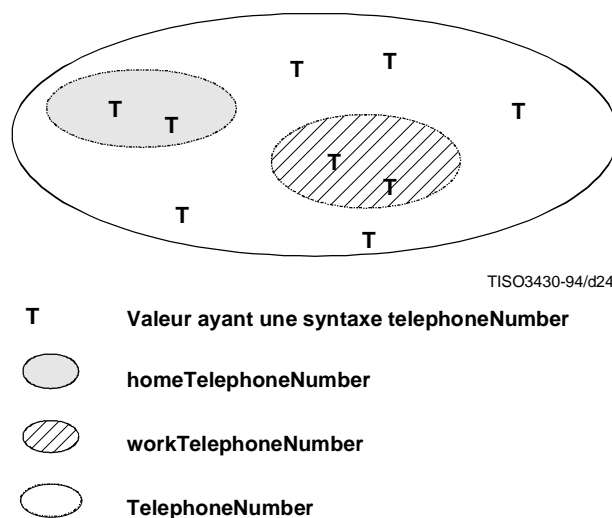 T T
T T
T
T
T
T
T
TISO3430-94/d24
T Valeur ayant une syntaxe telephoneNumber
homeTelephoneNumber
workTelephoneNumber
TelephoneNumber